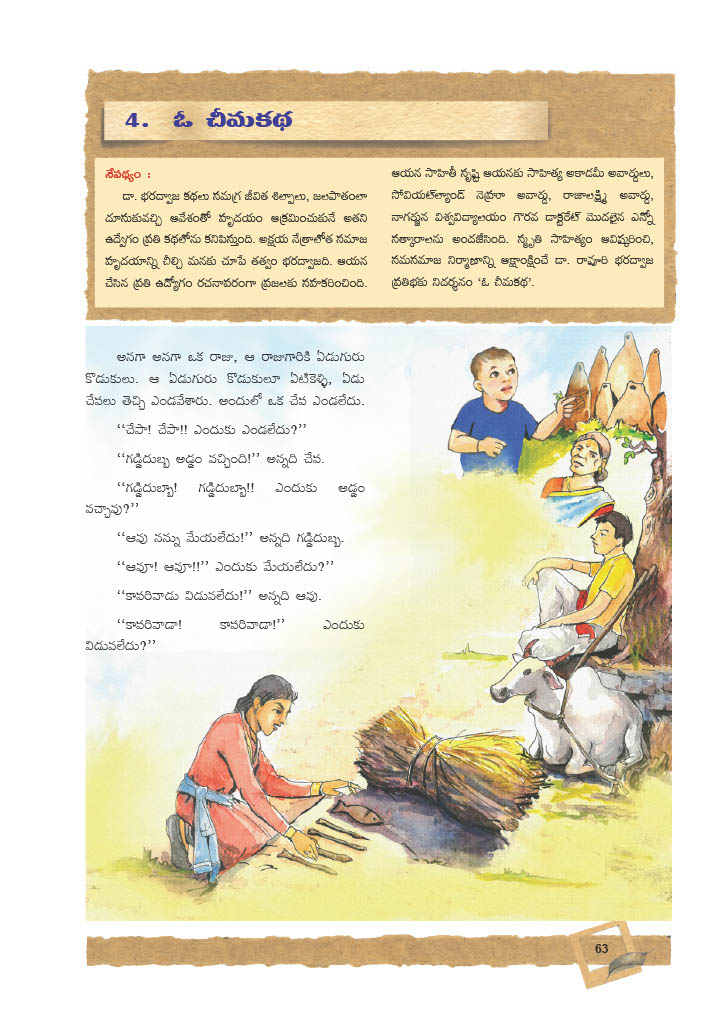 4. ఓ చీమకథ
నేపథ్యం :
డా. భరద్వాజ కథలు సమగ్ర జీవిత శిల్పాలు, జలపాతంలా
దూసుకువచ్చి ఆవేశంతో హృదయం ఆక్రమించుకునే అతని
ఉద్వేగం ప్రతి కథలోను కనిపిస్తుంది. అక్షయ నేత్రాలతో సమాజ
హృదయాన్ని చీల్చి మనకు చూపే తత్వం భరద్వాజది. ఆయన
చేసిన ప్రతి ఉద్యోగం రచనాపరంగా ప్రజలకు సహకరించింది.
ఆయన సాహితీ సృష్టి ఆయనకు సాహిత్య అకాడమీ అవార్డులు,
సోవియట్‌ల్యాండ్ నెహ్రూ అవార్డు, రాజాలక్ష్మి అవార్డు,
నాగార్జున విశ్వవిద్యాలయం గౌరవ డాక్టరేట్ మొదలైన ఎన్నో
సత్కారాలను అందజేసింది. స్మృతి సాహిత్యం ఆవిష్కరించి,
సమసమాజ నిర్మాణాన్ని ఆక్షాంక్షించే డా. రావూరి భరద్వాజ
ప్రతిభకు నిదర్శనం ‘ఓ చీమకథ’.
అనగా అనగా ఒక రాజు, ఆ రాజుగారికి ఏడుగురు
కొడుకులు. ఆ ఏడుగురు కొడుకులూ ఏటికెళ్ళి, ఏడు
చేపలు తెచ్చి ఎండవేశారు. అందులో ఒక చేప ఎండలేదు.
‘‘చేపా! చేపా!! ఎందుకు ఎండలేదు?’’
‘‘గడ్డిదుబ్బ అడ్డం వచ్చింది!’’ అన్నది చేప.
‘‘గడ్డిదుబ్బా! గడ్డిదుబ్బా!! ఎందుకు అడ్డం
వచ్చావు?’’
‘‘ఆవు నన్ను మేయలేదు!’’ అన్నది గడ్డిదుబ్బ.
‘‘ఆవూ! ఆవూ!!’’ ఎందుకు మేయలేదు?’’
‘‘కాపరివాడు విడువలేదు!’’ అన్నది ఆవు.
‘‘కాపరివాడా! కాపరివాడా!’’ ఎందుకు
విడువలేదు?’’
63